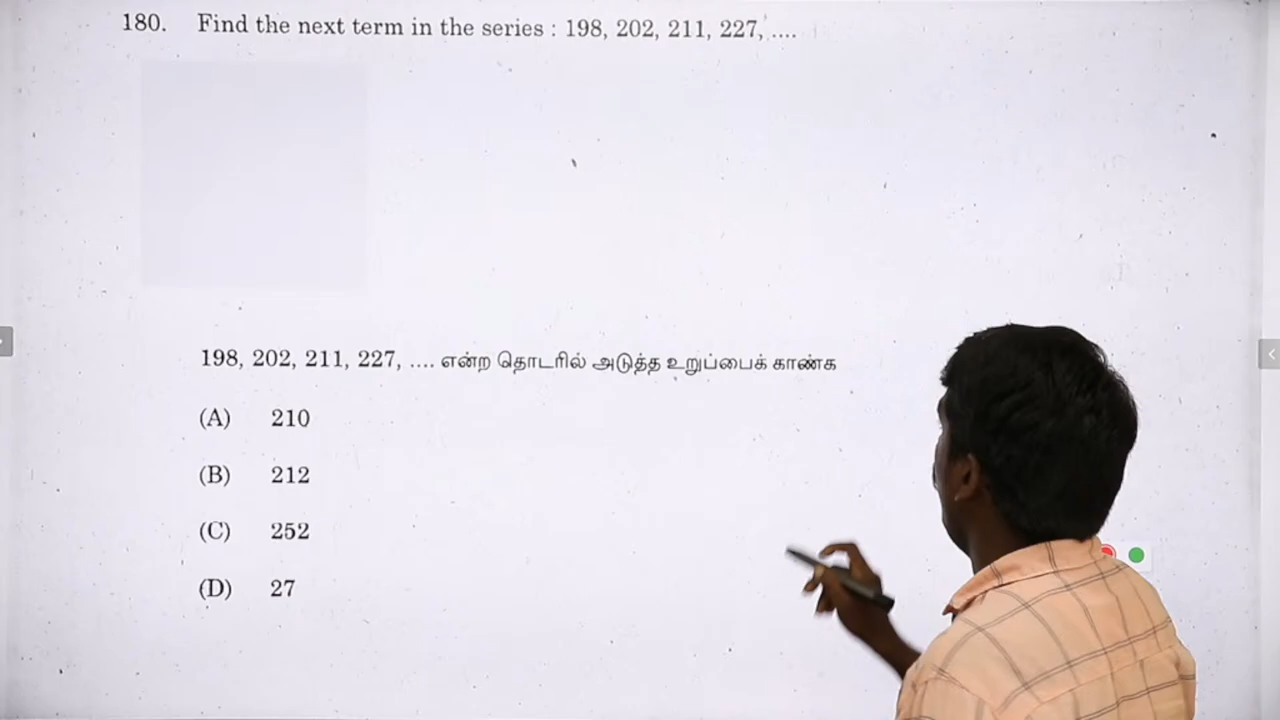 180. Find the next term in the series : 198, 202, 211, 227, ....
198, 202, 211, 227, .... என்ற தொடரில் அடுத்த உறுப்பைக் காண்க
(A) 210
(B) 212
(C) 252
(D) 27